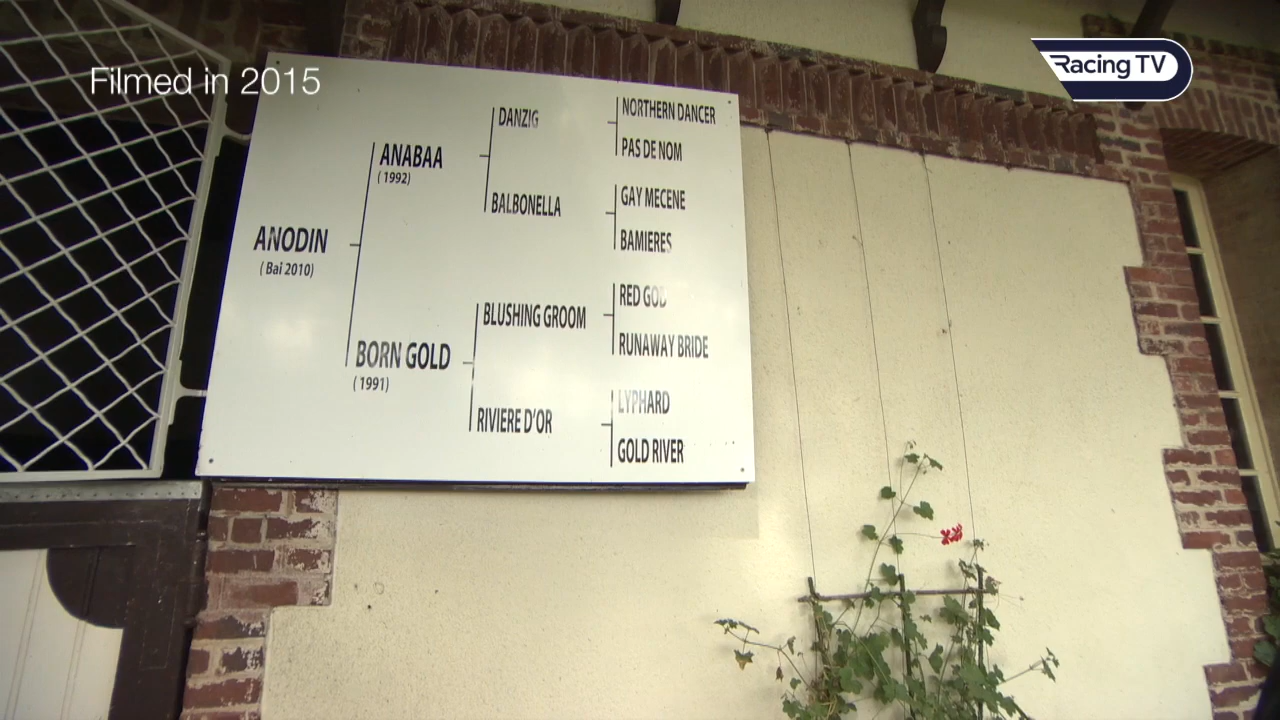 Filmed in 2015
Racing TV
DANZIG
NORTHERN DANCER
PAS DE NOM
ANABAA
(1992)
BALBONELLA
GAY MECENE
BAMIERES
ANODIN
(Bai 2010)
BLUSHING GROOM
RED GOD
RUNAWAY BRIDE
BORN GOLD
(1991)
RIVIERE D'OR
LYPHARD
GOLD RIVER